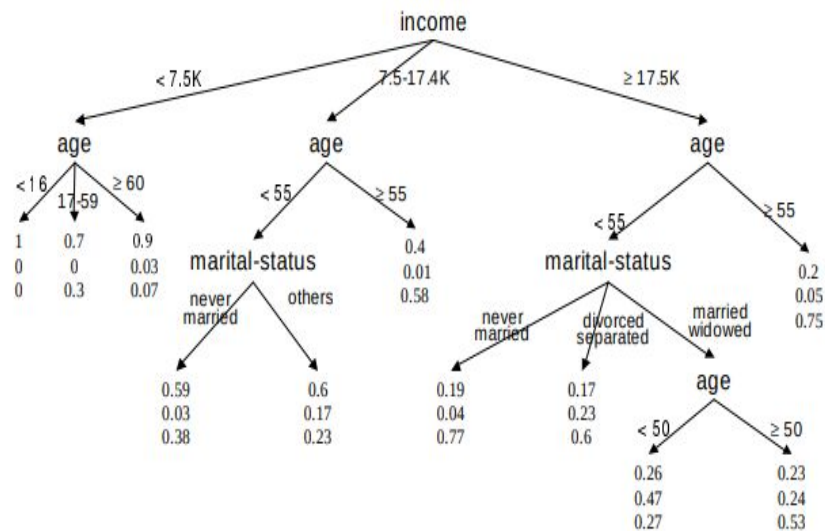 income
< 7.5K
7.5-17.4K
≥ 17.5K
age
age
age
< 16
17-59
≥ 60
< 55
≥ 55
< 55
≥ 55
1
0
0
0.7
0
0.3
0.9
0.03
0.07
marital-status
0.4
0.01
0.58
marital-status
0.2
0.05
0.75
never
married
others
never
married
divorced
separated
married
widowed
0.59
0.03
0.38
0.6
0.17
0.23
0.19
0.04
0.77
0.17
0.23
0.6
age
< 50
≥ 50
0.26
0.47
0.27
0.23
0.24
0.53